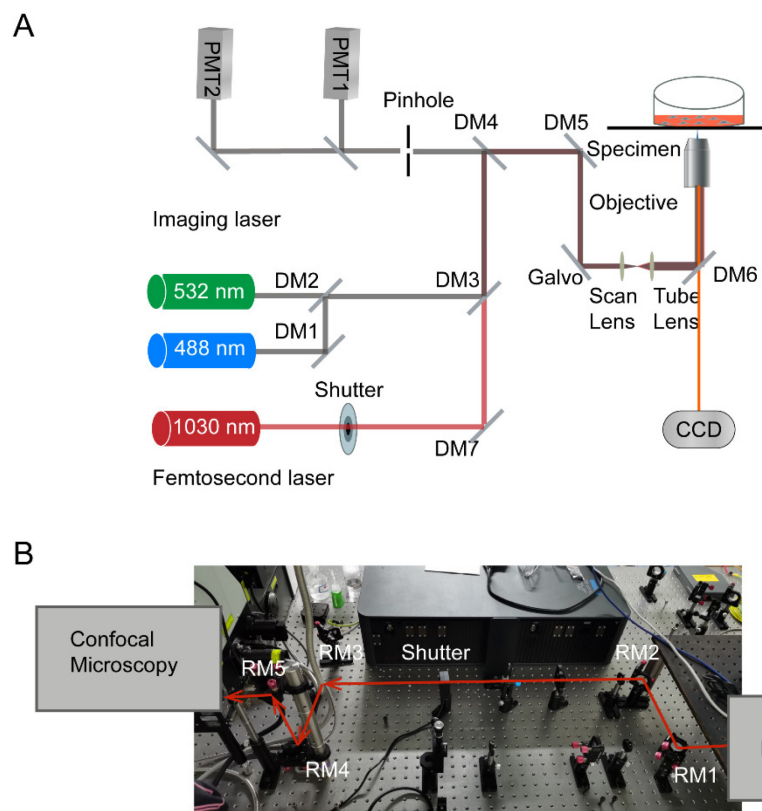 A
PMT2
PMT1
Pinhole
DM4
DM5
Specimen
Objective
Imaging laser
532 nm
DM2
DM3
Galvo
Scan
Lens
Tube
Lens
DM6
488 nm
DM1
Shutter
1030 nm
DM7
CCD
Femtosecond laser
B
Confocal
Microscopy
RM5
RM3
Shutter
RM2
RM4
RM1